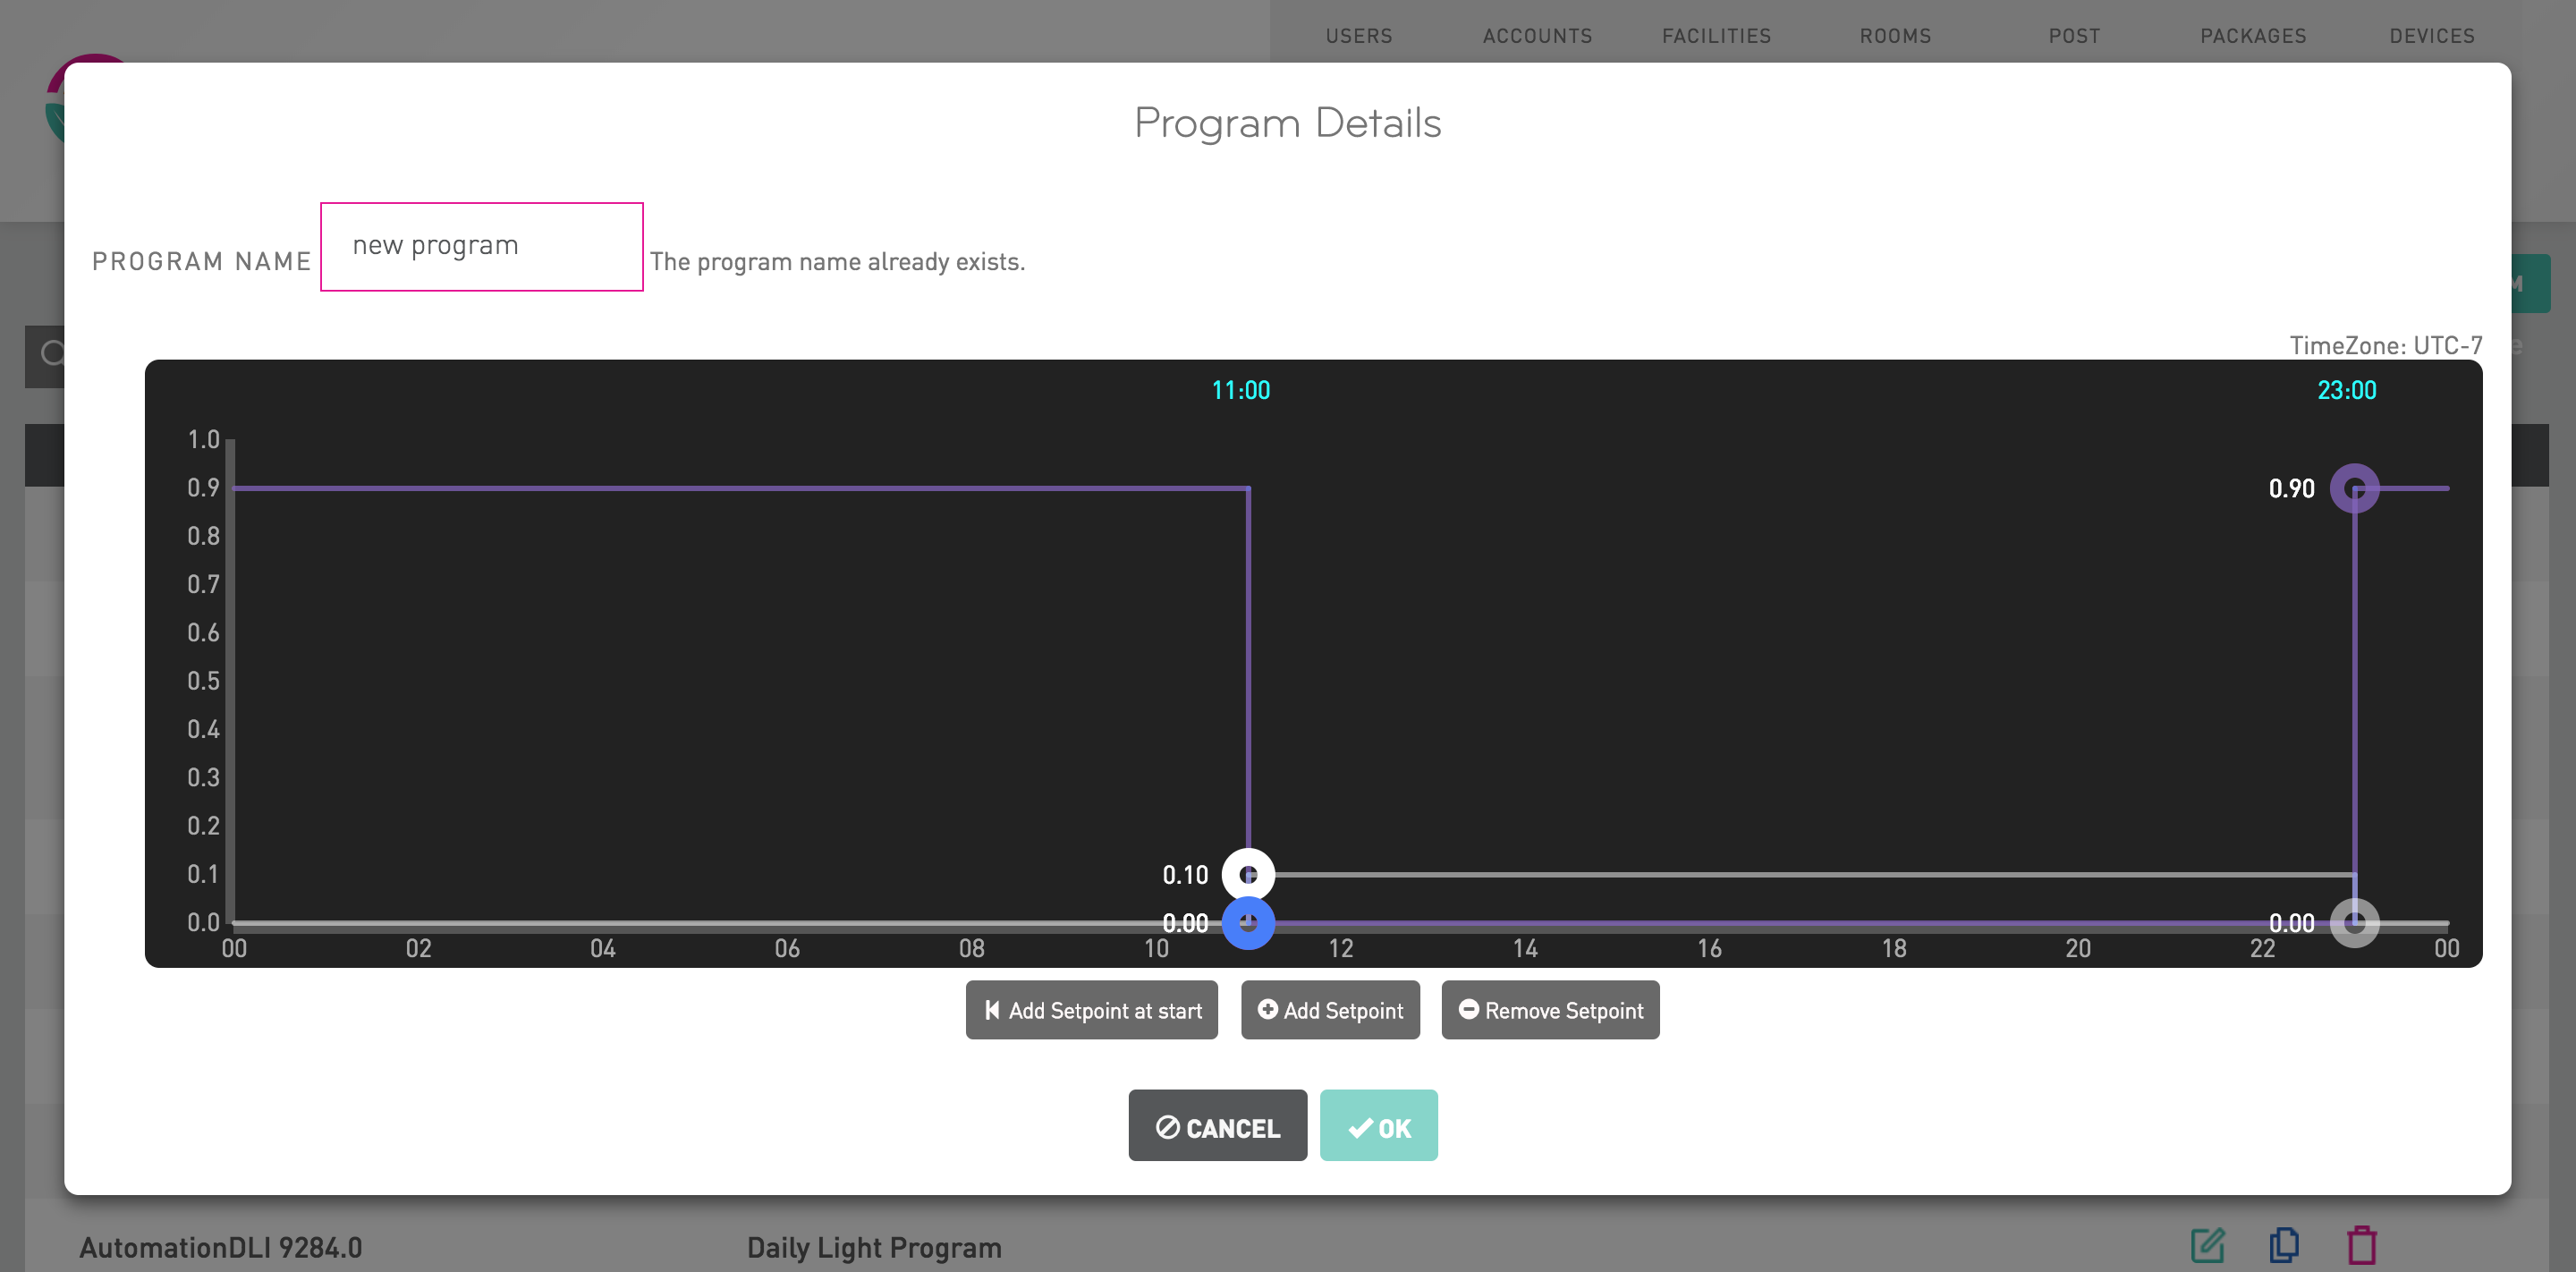 USERS ACCOUNTS FACILITIES ROOMS POST PACKAGES DEVICES
Program Details
PROGRAM NAME new program The program name already exists.
M
TimeZone: UTC-7
e
11:00 23:00
1.0
0.9 0.90
0.8
0.7
0.6
0.5
0.4
0.3
0.2
0.1 0.10
0.0 0.00 0.00
00 02 04 06 08 10 12 14 16 18 20 22 00
Add Setpoint at start Add Setpoint Remove Setpoint
CANCEL OK
AutomationDLI 9284.0 Daily Light Program